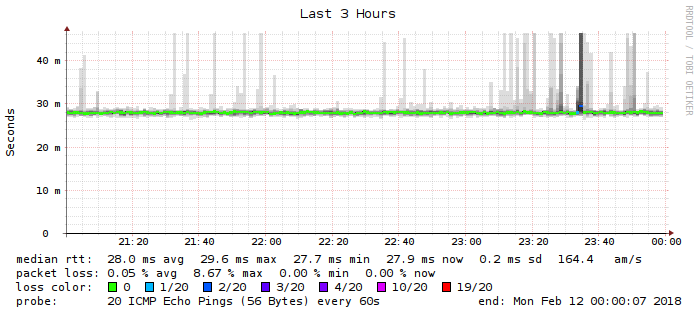 Last 3 Hours
RRDTOOL / TOBI OETIKER
Seconds
40 m
30 m
20 m
10 m
0
21:20 21:40 22:00 22:20 22:40 23:00 23:20 23:40 00:00
median rtt: 28.0 ms avg 29.6 ms max 27.7 ms min 27.9 ms now 0.2 ms sd 164.4 am/s
packet loss: 0.05 % avg 8.67 % max 0.00 % min 0.00 % now
loss color: 0 1/20 2/20 3/20 4/20 10/20 19/20
probe: 20 ICMP Echo Pings (56 Bytes) every 60s end: Mon Feb 12 00:00:07 2018